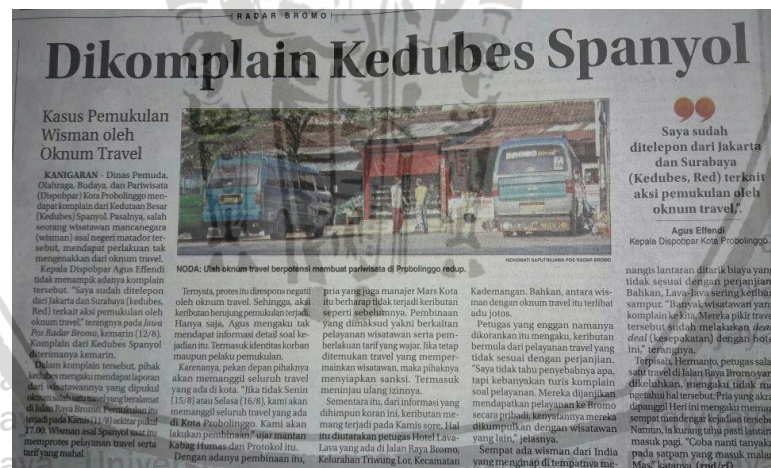 RADAR BROMO
Dikomplain Kedubes Spanyol
Kasus Pemukulan
Wisman oleh
Oknum Travel
KANIGARAN - Dinas Pemuda,
Olahraga, Budaya, dan Pariwisata
(Dispobpar) Kota Probolinggo men-
dapat komplain dari Kedutaan Besar
(Kedubes) Spanyol. Pasalnya, salah
seorang wisatawan mancanegara
(wisman) asal negeri matador ter-
sebut, mendapat perlakuan tak
mengenakkan dari oknum travel.
Kepala Dispobpar Agus Effendi
tidak menampik adanya komplain
tersebut. "Saya sudah ditelepon
dari Jakarta dan Surabaya (kedubes,
Red) terkait aksi pemukulan oleh
oknum travel," terangnya pada Jawa
Pos Radar Bromo, kemarin (12/8).
Komplain dari Kedubes Spanyol
diterimanya kemarin.
Dalam komplain tersebut, pihak
kedubes mengaku mendapat laporan
dari wisatawannya yang dipukul
oknum salah satu travel yang beralamat
di Jalan Raya Bromo. Pemukulan itu
terjadi pada Kamis (11/8) sekitar pukul
17.00. Wisman asal Spanyol saat itu
memprotes pelayanan travel serta
tarif yang mahal.
NODA: Ulah oknum travel berpotensi membuat pariwisata di Probolinggo redup.
Ternyata, protes itu direspons negatif
oleh oknum travel. Sehingga, aksi
keributan berujung pemukulan terjadi.
Hanya saja, Agus mengaku tak
mendapat informasi detail soal ke-
jadian itu. Termasuk identitas korban
maupun pelaku pemukulan.
Karenanya, pekan depan pihaknya
akan memanggil seluruh travel
yang ada di kota. "Jika tidak Senin
(15/8) atau Selasa (16/8), kami akan
memanggil seluruh travel yang ada
di Kota Probolinggo. Kami akan
lakukan pembinaan," ujar mantan
Kabag Humas dan Protokol itu.
Dengan adanya pembinaan itu,
pria yang juga manajer Mars Kota
itu berharap tidak terjadi keributan
seperti sebelumnya. Pembinaan
yang dimaksud yakni berkaitan
pelayanan wisatawan serta pem-
berlakuan tarif yang wajar. Jika tetap
ditemukan travel yang memper-
mainkan wisatawan, maka pihaknya
menyiapkan sanksi. Termasuk
meninjau ulang izinnya.
Sementara itu, dari informasi yang
dihimpun koran ini, keributan me-
mang terjadi pada Kamis sore. Hal
itu diutarakan petugas Hotel Lava-
Lava yang ada di Jalan Raya Bromo,
Kelurahan Triwung Lor, Kecamatan
Kademangan. Bahkan, antara wis-
man dengan oknum travel itu terlibat
adu jotos.
Petugas yang enggan namanya
dikorankan itu mengaku, keributan
bermula dari pelayanan travel yang
tidak sesuai dengan perjanjian.
"Saya tidak tahu penyebabnya apa,
tapi kebanyakan turis komplain
soal pelayanan. Mereka dijanjikan
mendapatkan pelayanan ke Bromo
secara pribadi, kenyataannya mereka
dikumpulkan dengan wisatawan
yang lain," jelasnya.
Sempat ada wisman dari India
yang menginap di tempatnya me-
Saya sudah
ditelepon dari Jakarta
dan Surabaya
(Kedubes, Red) terkait
aksi pemukulan oleh
oknum travel,".
Agus Effendi
Kepala Dispobpar Kota Probolinggo
nangis lantaran ditarik biaya yang
tidak sesuai dengan perjanjian.
Bahkan, Lava-lava sering ketiban
sampur. "Banyak wisatawan yang
komplain ke kita. Mereka pikir travel
tersebut sudah melakukan deal-
deal (kesepakatan) dengan hotel
ini," terangnya.
Terpisah, Hermanto, petugas salah
satu travel di Jalan Raya Bromo yang
dikeluhkan, mengaku tidak me-
ngetahui hal tersebut. Pria yang akrab
dipanggil Heri ini mengaku memang
sempat mendengar kejadian tersebut.
Namun, ia kurang tahu pasti lantaran
masuk pagi. "Coba nanti tanyakan
pada satpam yang masuk malam